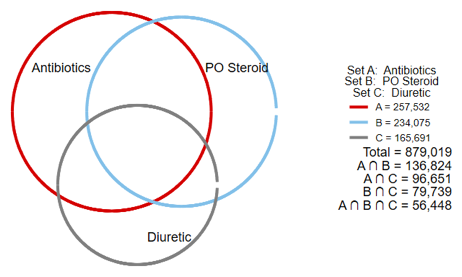 Antibiotics
PO Steroid
Diuretic
Set A: Antibiotics
Set B: PO Steroid
Set C: Diuretic
A = 257,532
B = 234,075
C = 165,691
Total = 879,019
A ∩ B = 136,824
A ∩ C = 96,651
B ∩ C = 79,739
A ∩ B ∩ C = 56,448